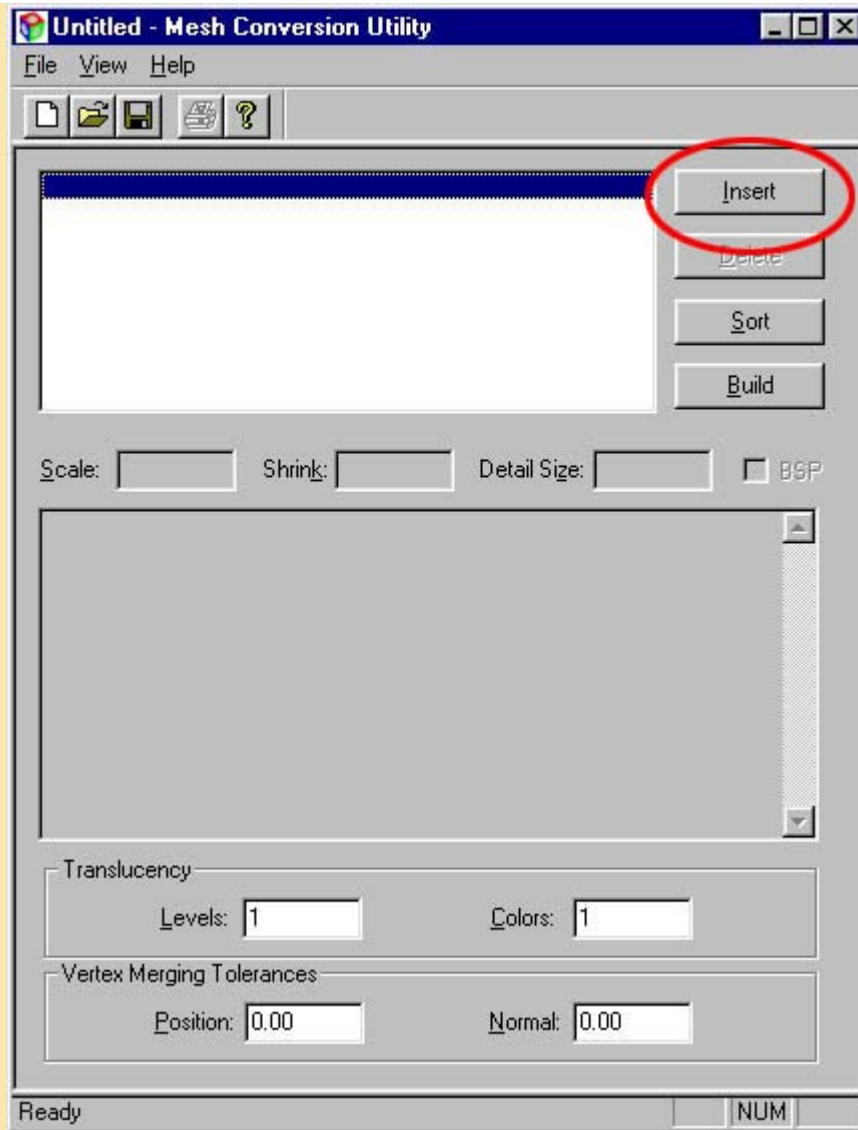 Untitled - Mesh Conversion Utility
File View Help
Insert
Delete
Sort
Build
Scale: Shrink: Detail Size: BSP
Translucency
Levels: 1 Colors: 1
Vertex Merging Tolerances
Position: 0.00 Normal: 0.00
Ready NUM